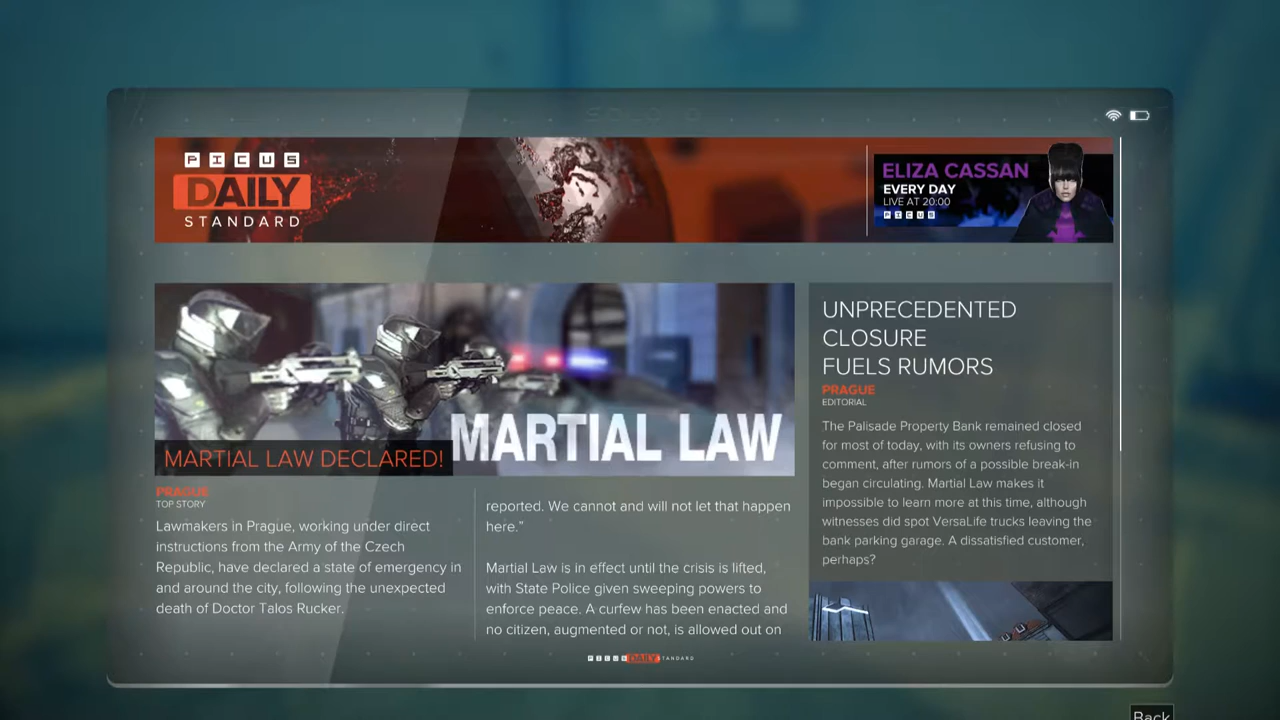 PICUS
DAILY
STANDARD
ELIZA CASSAN
EVERY DAY
LIVE AT 20:00
PICUS
MARTIAL LAW
MARTIAL LAW DECLARED!
PRAGUE
TOP STORY
Lawmakers in Prague, working under direct
instructions from the Army of the Czech
Republic, have declared a state of emergency in
and around the city, following the unexpected
death of Doctor Talos Rucker.
reported. We cannot and will not let that happen
here.”
Martial Law is in effect until the crisis is lifted,
with State Police given sweeping powers to
enforce peace. A curfew has been enacted and
no citizen, augmented or not, is allowed out on
UNPRECEDENTED
CLOSURE
FUELS RUMORS
PRAGUE
EDITORIAL
The Palisade Property Bank remained closed
for most of today, with its owners refusing to
comment, after rumors of a possible break-in
began circulating. Martial Law makes it
impossible to learn more at this time, although
witnesses did spot VersaLife trucks leaving the
bank parking garage. A dissatisfied customer,
perhaps?
PICUS DAILY STANDARD
Back